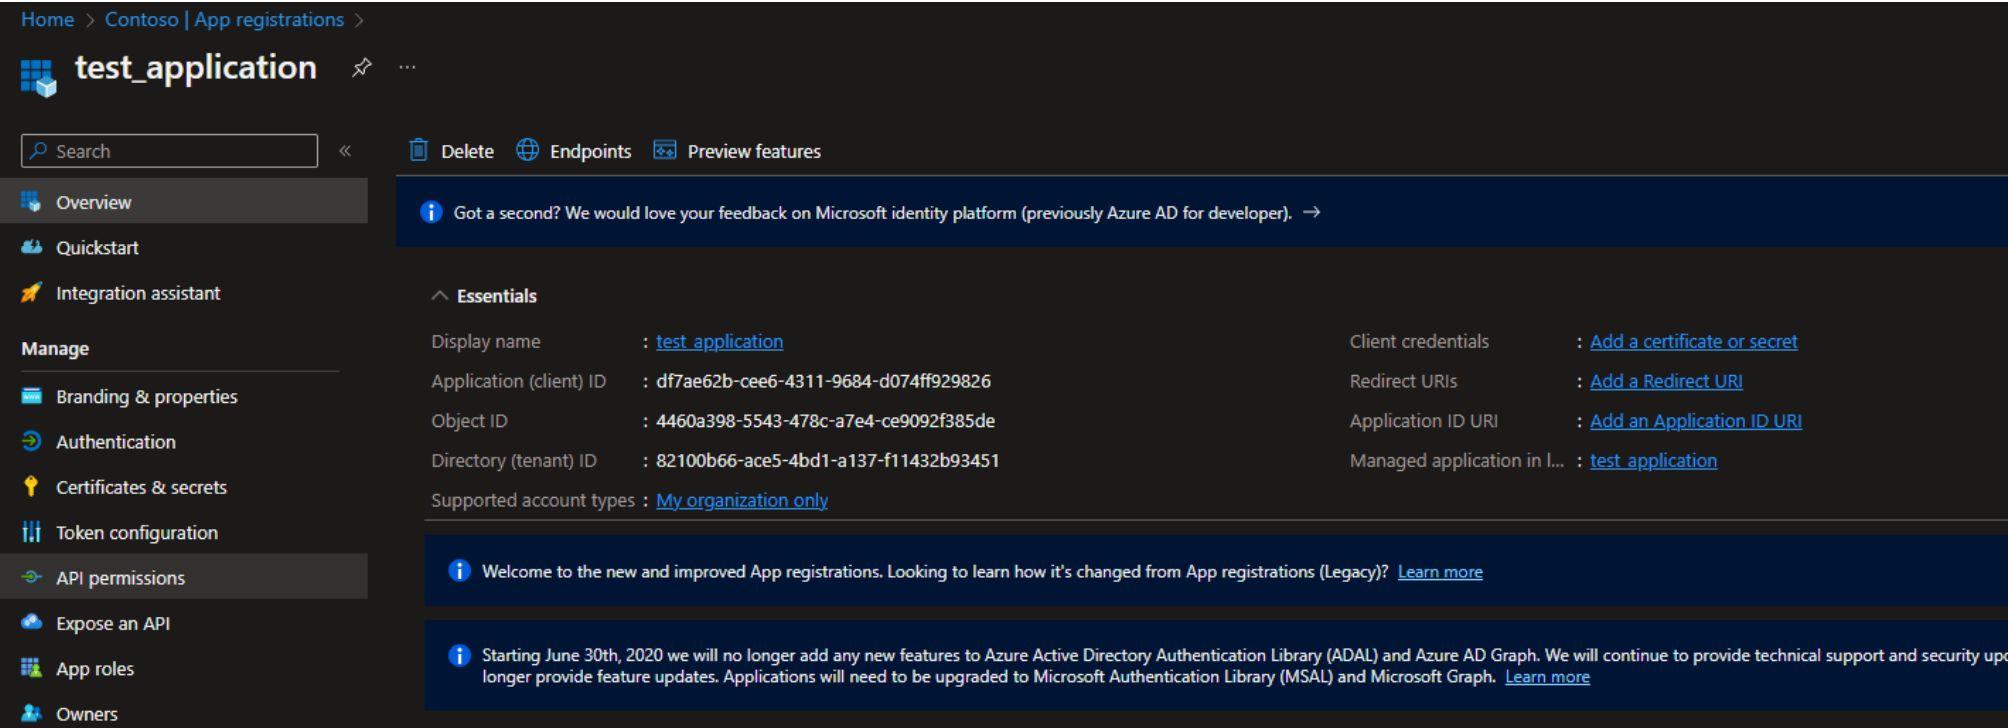 Home > Contoso | App registrations >
test_application
Search
Delete Endpoints Preview features
Overview
Got a second? We would love your feedback on Microsoft identity platform (previously Azure AD for developer). →
Quickstart
Integration assistant
Essentials
Manage
Display name : test_application
Client credentials : Add a certificate or secret
Application (client) ID : df7ae62b-cee6-4311-9684-d074ff929826
Redirect URIs : Add a Redirect URI
Branding & properties
Object ID : 4460a398-5543-478c-a7e4-ce9092f385de
Application ID URI : Add an Application ID URI
Authentication
Directory (tenant) ID : 82100b66-ace5-4bd1-a137-f11432b93451
Managed application in l... : test_application
Certificates & secrets
Supported account types : My organization only
Token configuration
API permissions
Welcome to the new and improved App registrations. Looking to learn how it's changed from App registrations (Legacy)? Learn more
Expose an API
App roles
Starting June 30th, 2020 we will no longer add any new features to Azure Active Directory Authentication Library (ADAL) and Azure AD Graph. We will continue to provide technical support and security upd
longer provide feature updates. Applications will need to be upgraded to Microsoft Authentication Library (MSAL) and Microsoft Graph. Learn more
Owners